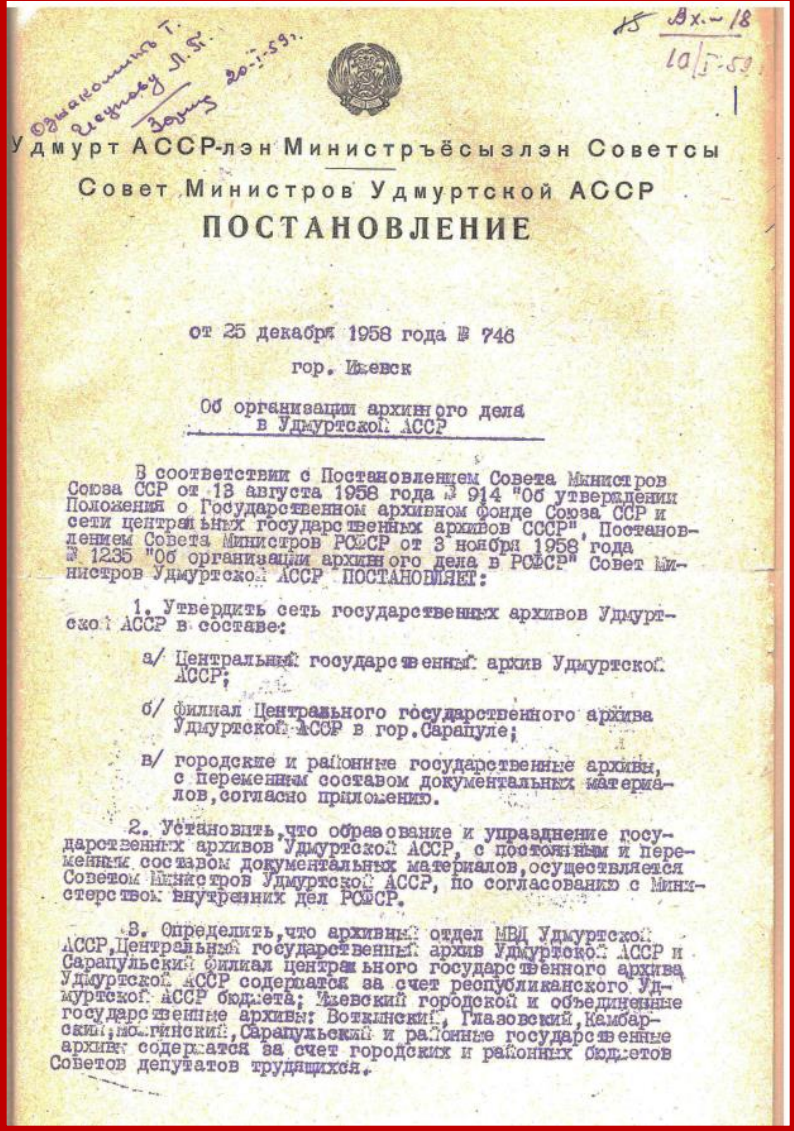 Ознакомить т.
Л. П.
20-I-59г.
15 Вх.-18
10/I-59
Удмурт АССР-лэн Министръёсызлэн Советсы
Совет Министров Удмуртской АССР
ПОСТАНОВЛЕНИЕ
от 25 декабря 1958 года № 746
гор. Ижевск
Об организации архивного дела
в Удмуртской АССР
В соответствии с Постановлением Совета Министров
Союза ССР от 13 августа 1958 года № 914 "Об утверждении
Положения о Государственном архивном фонде Союза ССР и
сети центральных государственных архивов СССР", Постанов-
лением Совета Министров РСФСР от 3 ноября 1958 года
№ 1235 "Об организации архивного дела в РСФСР" Совет Ми-
нистров Удмуртской АССР ПОСТАНОВЛЯЕТ:
1. Утвердить сеть государственных архивов Удмурт-
ской АССР в составе:
а/ Центральный государственный архив Удмуртской
АССР;
б/ филиал Центрального государственного архива
Удмуртской АССР в гор.Сарапуле;
в/ городские и районные государственные архивы,
с переменным составом документальных материа-
лов,согласно приложению.
2. Установить,что образование и упразднение госу-
дарственных архивов Удмуртской АССР, с постоянным и пере-
менным составом документальных материалов,осуществляется
Советом Министров Удмуртской АССР, по согласованию с Мини-
стерством внутренних дел РСФСР.
3. Определить,что архивный отдел МВД Удмуртской
АССР,Центральный государственный архив Удмуртской АССР и
Сарапульский филиал центрального государственного архива
Удмуртской АССР содержатся за счет республиканского Уд-
муртской АССР бюджета; Ижевский городской и объединенные
государственные архивы: Воткинский, Глазовский,Камбар-
ский,Можгинский,Сарапульский и районные государственные
архивы содержатся за счет городских и районных бюджетов
Советов депутатов трудящихся.